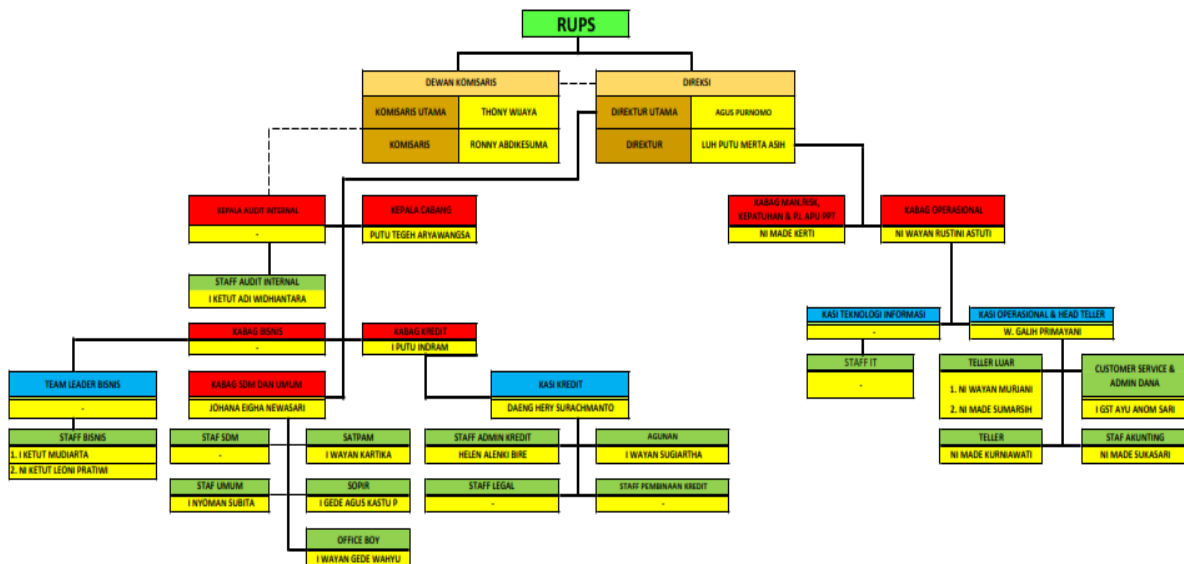 RUPS
DEWAN KOMISARIS
KOMISARIS UTAMA
THONY WIJAYA
KOMISARIS
RONNY ABDIKESUMA
DIREKSI
DIREKTUR UTAMA
AGUS PURNOMO
DIREKTUR
LUH PUTU MERTA ASIH
KEPALA AUDIT INTERNAL
-
KEPALA CABANG
PUTU TEGEH ARYAWANGSA
KABAG MAN.RISK,
KEPATUHAN & PJ. APU PPT
NI MADE KERTI
KABAG OPERASIONAL
NI WAYAN RUSTINI ASTUTI
STAFF AUDIT INTERNAL
I KETUT ADI WIDHIANTARA
KABAG BISNIS
-
KABAG KREDIT
I PUTU INDRAM
KASI TEKNOLOGI INFORMASI
-
KASI OPERASIONAL & HEAD TELLER
W. GALIH PRIMAYANI
TEAM LEADER BISNIS
-
KABAG SDM DAN UMUM
JOHANA EIGHA NEWASARI
KASI KREDIT
DAENG HERY SURACHMANTO
STAFF IT
-
TELLER LUAR
1. NI WAYAN MURIANI
2. NI MADE SUMARSIH
CUSTOMER SERVICE &
ADMIN DANA
I GST AYU ANOM SARI
STAFF BISNIS
1. I KETUT MUDIARTA
2. NI KETUT LEONI PRATIWI
STAF SDM
-
SATPAM
I WAYAN KARTIKA
STAFF ADMIN KREDIT
HELEN ALENKI BIRE
AGUNAN
I WAYAN SUGIARTHA
TELLER
NI MADE KURNIAWATI
STAF AKUNTING
NI MADE SUKASARI
STAF UMUM
I NYOMAN SUBITA
SOPIR
I GEDE AGUS KASTU P
STAFF LEGAL
-
STAFF PEMBINAAN KREDIT
-
OFFICE BOY
I WAYAN GEDE WAHYU